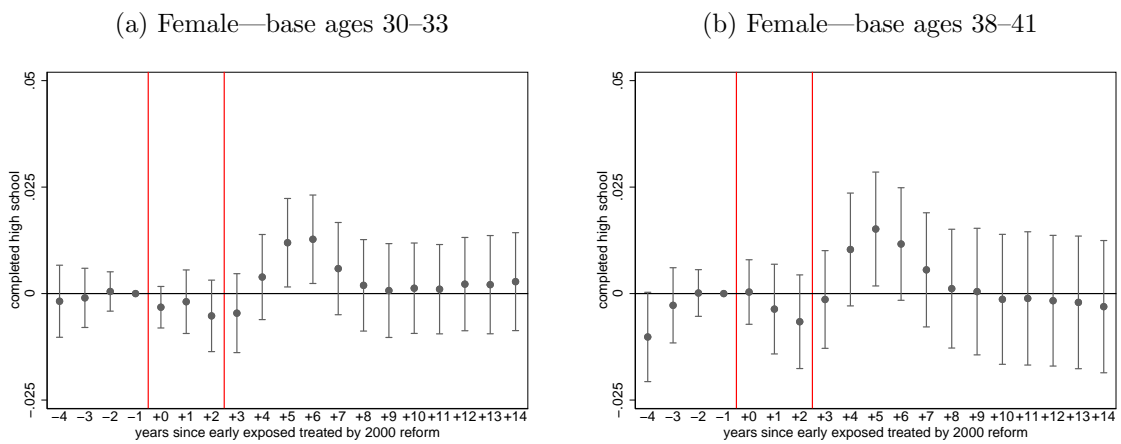 (a) Female—base ages 30–33
(b) Female—base ages 38–41
completed high school
.05
.025
0
−.025
−4 −3 −2 −1 +0 +1 +2 +3 +4 +5 +6 +7 +8 +9 +10 +11 +12 +13 +14
years since early exposed treated by 2000 reform
completed high school
.05
.025
0
−.025
−4 −3 −2 −1 +0 +1 +2 +3 +4 +5 +6 +7 +8 +9 +10 +11 +12 +13 +14
years since early exposed treated by 2000 reform